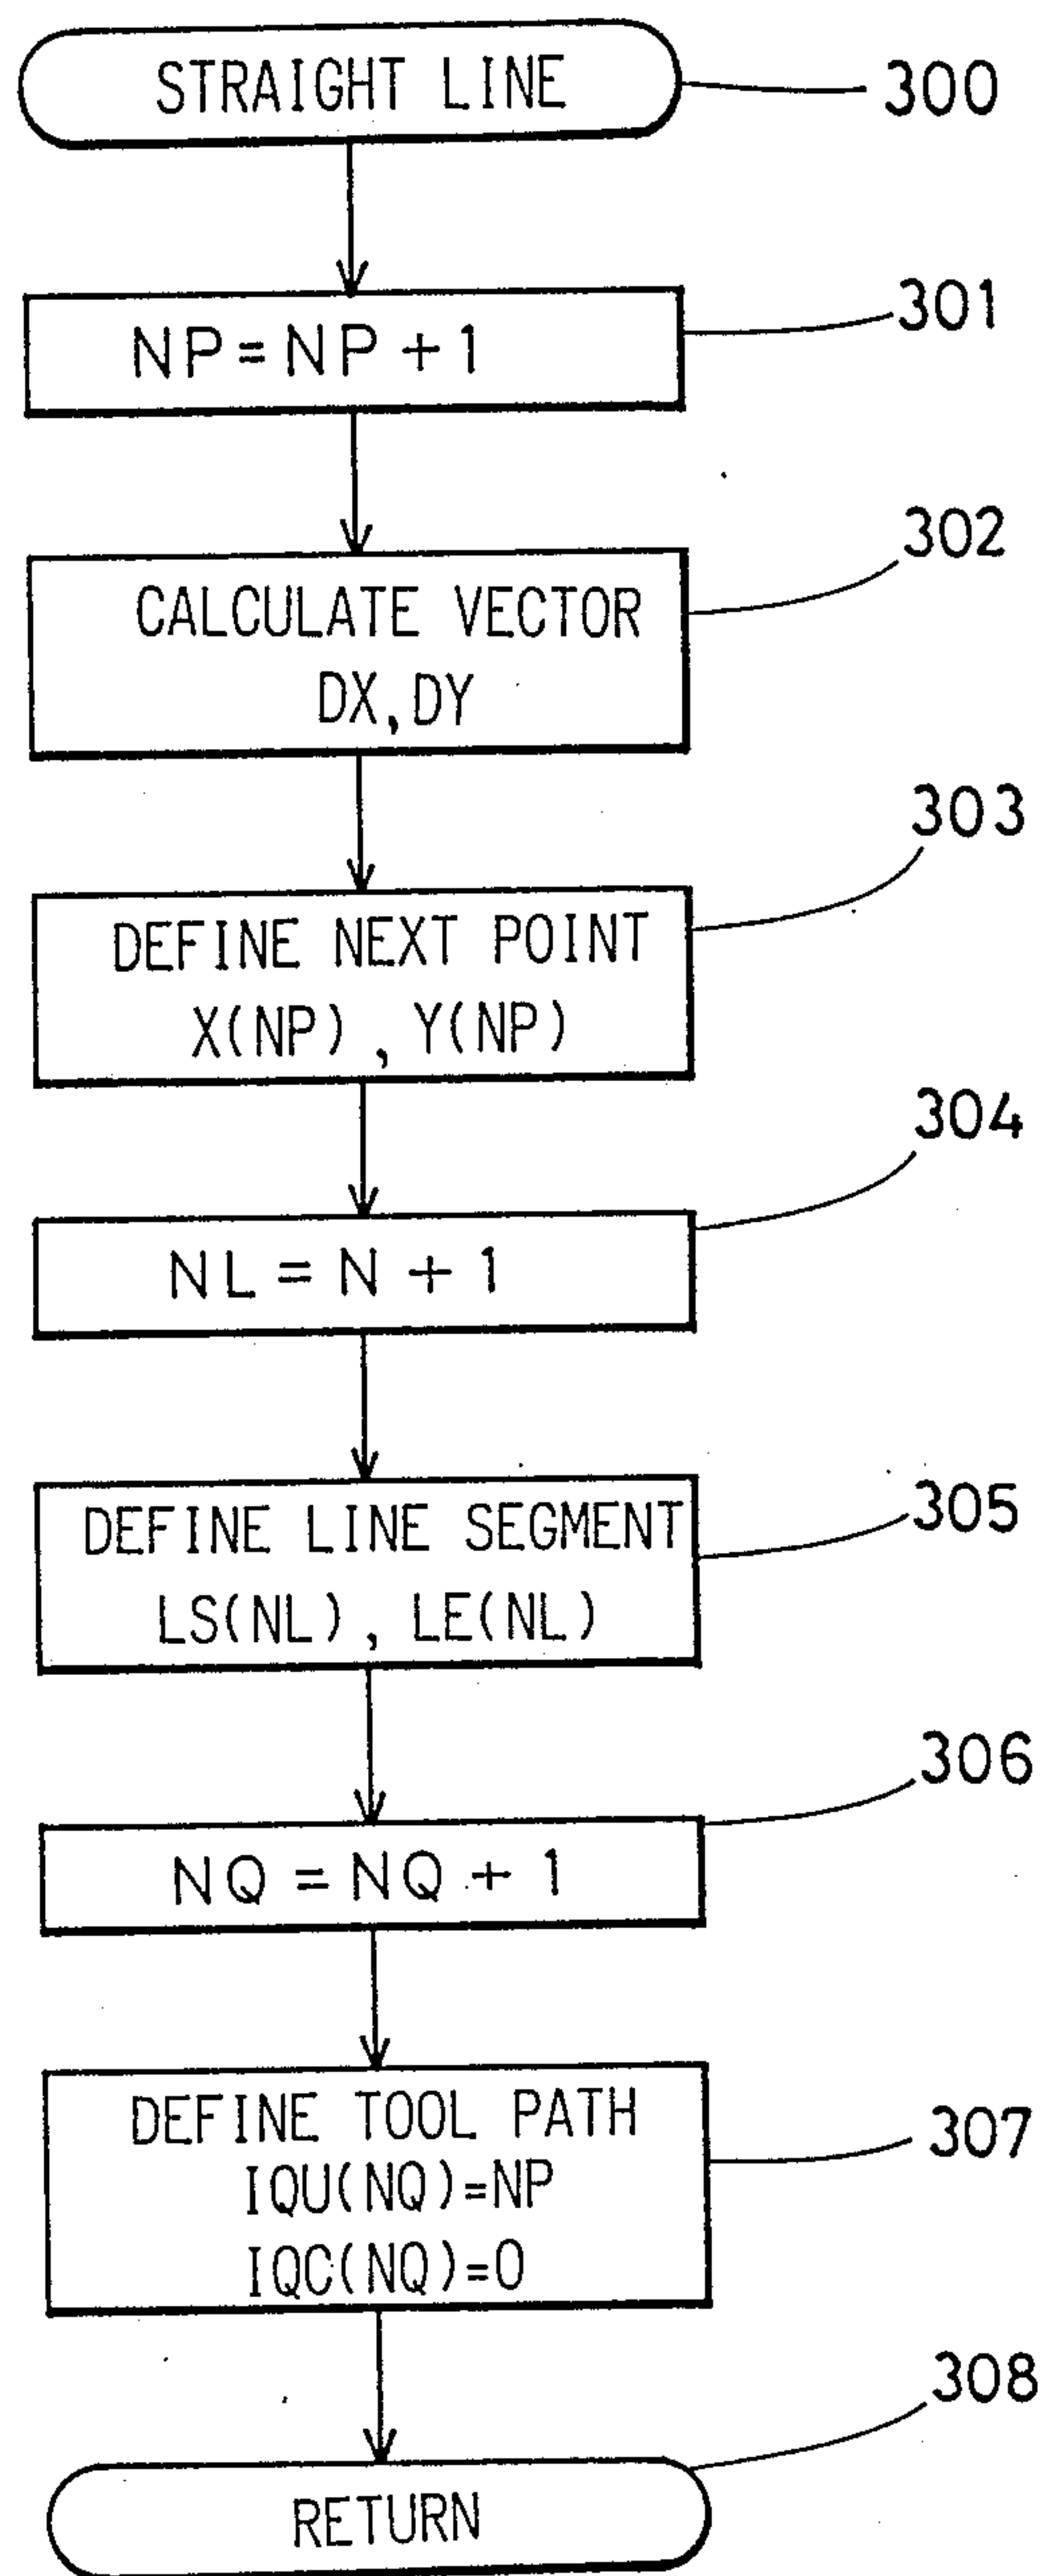 STRAIGHT LINE
300
NP=NP+1
301
CALCULATE VECTOR
DX,DY
302
DEFINE NEXT POINT
X(NP), Y(NP)
303
NL=N+1
304
DEFINE LINE SEGMENT
LS(NL), LE(NL)
305
NQ=NQ+1
306
DEFINE TOOL PATH
IQU(NQ)=NP
IQC(NQ)=0
307
RETURN
308